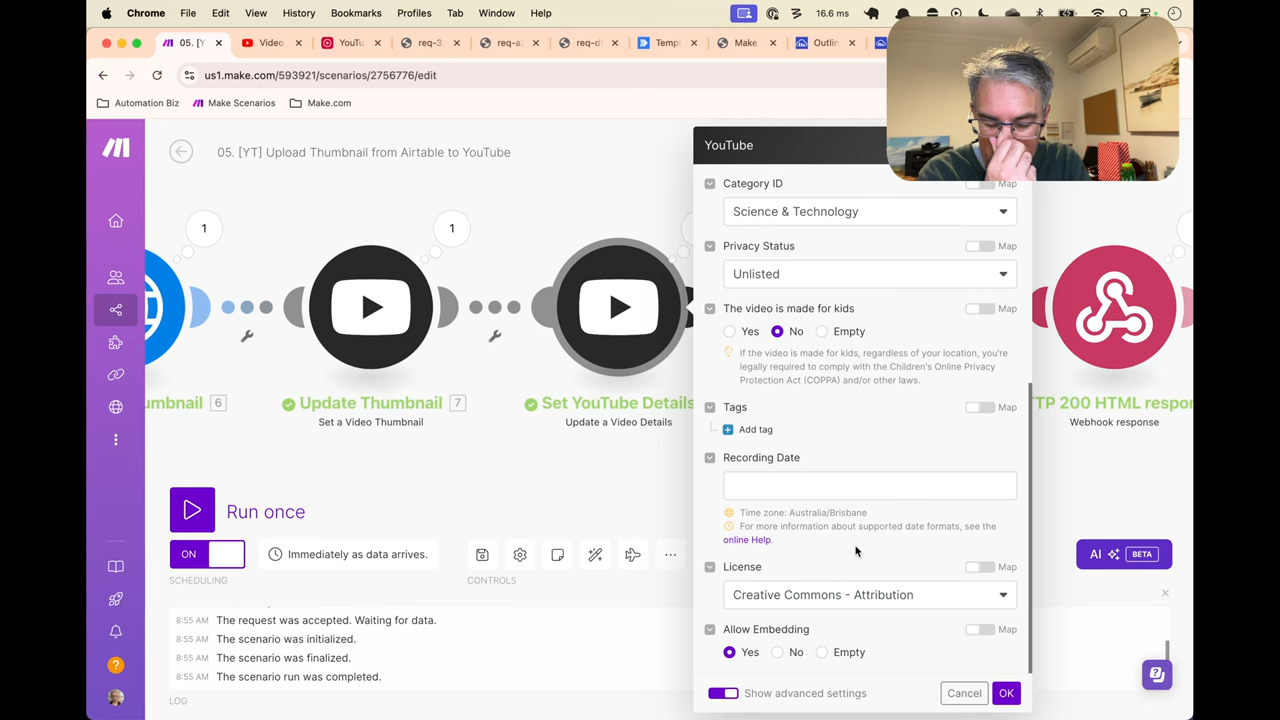 Chrome File Edit View History Bookmarks Profiles Tab Window Help 16.6 ms
05. [Y Video YouTu req-3 req-a req-d Templ Make Outlin
us1.make.com/593921/scenarios/2756776/edit
Automation Biz Make Scenarios Make.com
05. [YT] Upload Thumbnail from Airtable to YouTube
YouTube
Category ID Map
Science & Technology
1 1
Privacy Status Map
Unlisted
The video is made for kids Map
Yes No Empty
If the video is made for kids, regardless of your location, you're
legally required to comply with the Children's Online Privacy
Protection Act (COPPA) and/or other laws.
umbnail 6 Update Thumbnail 7 Set YouTube Details
Set a Video Thumbnail Update a Video Details
TP 200 HTML respon
Webhook response
Tags Map
Add tag
Recording Date
Time zone: Australia/Brisbane
For more information about supported date formats, see the
online Help.
License Map
Creative Commons - Attribution
Allow Embedding Map
Yes No Empty
Show advanced settings Cancel OK
Run once
ON Immediately as data arrives.
SCHEDULING CONTROLS
AI BETA
8:55 AM The request was accepted. Waiting for data.
8:55 AM The scenario was initialized.
8:55 AM The scenario was finalized.
8:55 AM The scenario run was completed.
LOG